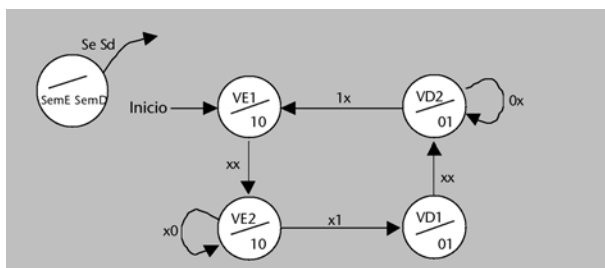 Se Sd
SemE SemD
Inicio
VE1
10
1x
VD2
01
0x
xx
xx
x0
VE2
10
x1
VD1
01